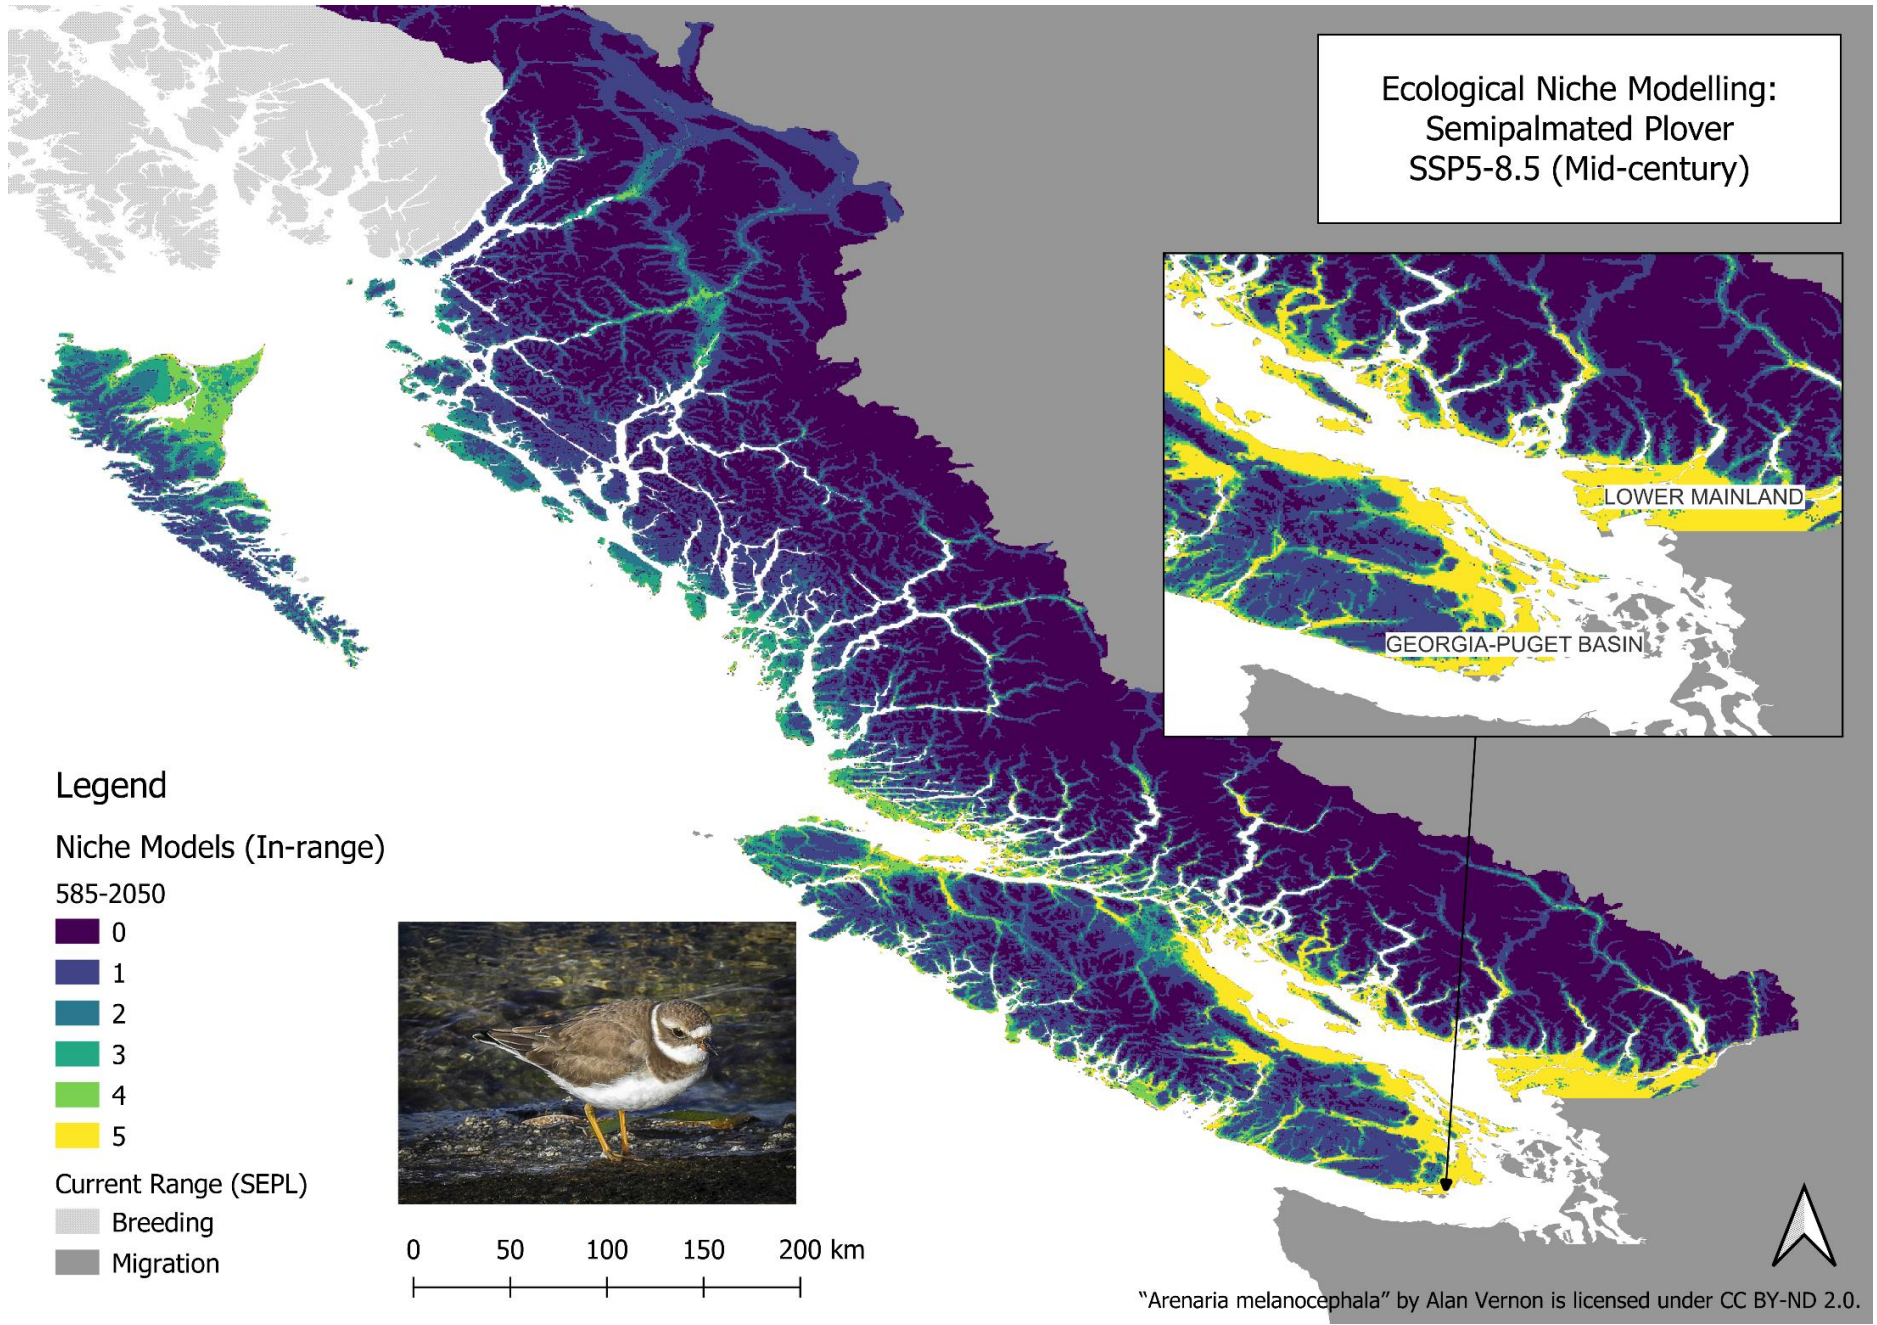 Ecological Niche Modelling:
Semipalmated Plover
SSP5-8.5 (Mid-century)
LOWER MAINLAND
GEORGIA-PUGET BASIN
Legend
Niche Models (In-range)
585-2050
0
1
2
3
4
5
Current Range (SEPL)
Breeding
Migration
0 50 100 150 200 km
“Arenaria melanocephala” by Alan Vernon is licensed under CC BY-ND 2.0.